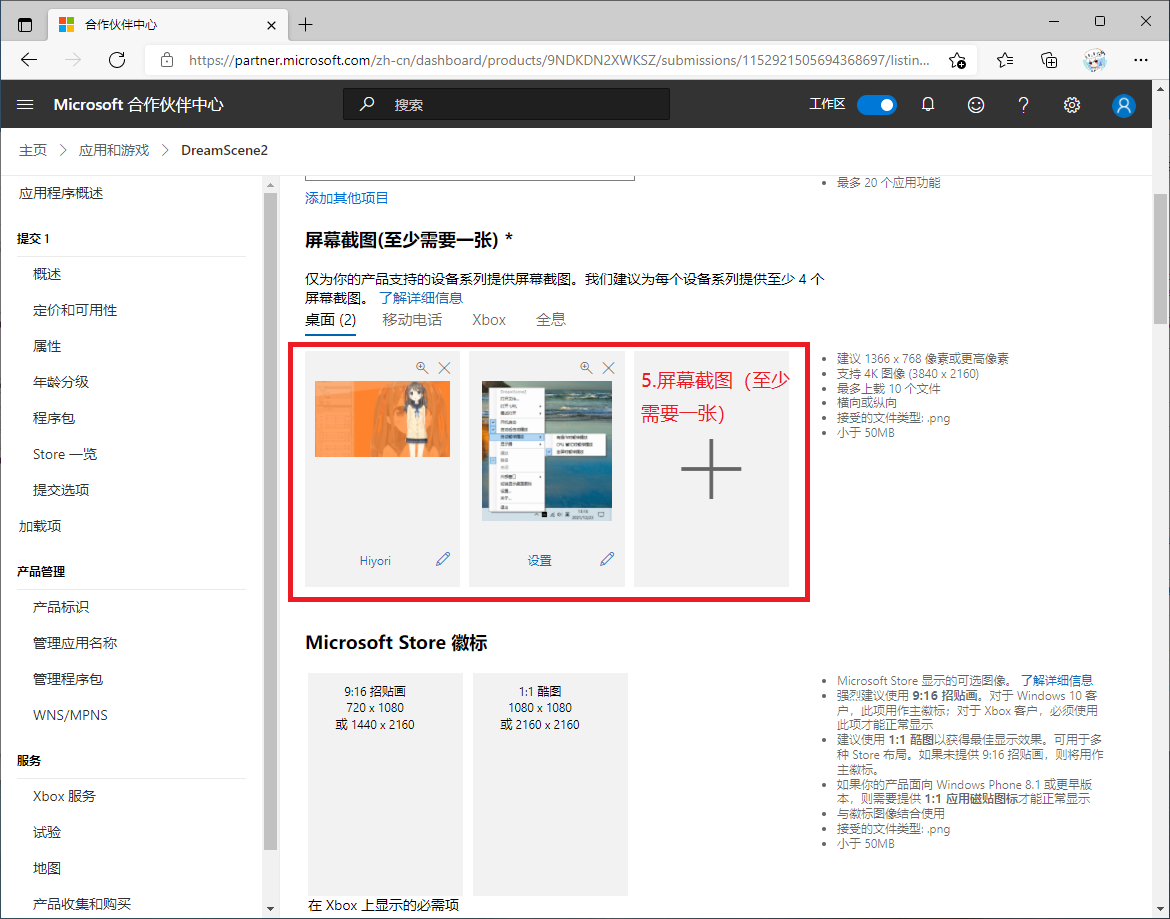 合作伙伴中心
https://partner.microsoft.com/zh-cn/dashboard/products/9NDKDN2XWKSZ/submissions/1152921505694368697/listin...
Microsoft 合作伙伴中心
搜索
工作区
主页
应用和游戏
DreamScene2
应用程序概述
提交 1
概述
定价和可用性
属性
年龄分级
程序包
Store 一览
提交选项
加载项
产品管理
产品标识
管理应用名称
管理程序包
WNS/MPNS
服务
Xbox 服务
试验
地图
产品收集和购买
添加其他项目
最多 20 个应用功能
屏幕截图(至少需要一张) *
仅为你的产品支持的设备系列提供屏幕截图。我们建议为每个设备系列提供至少 4 个
屏幕截图。 了解详细信息
桌面 (2)
移动电话
Xbox
全息
Hiyori
设置
5.屏幕截图（至少
需要一张）
建议 1366 x 768 像素或更高像素
支持 4K 图像 (3840 x 2160)
最多上载 10 个文件
横向或纵向
接受的文件类型: .png
小于 50MB
Microsoft Store 徽标
9:16 招贴画
720 x 1080
或 1440 x 2160
1:1 酷图
1080 x 1080
或 2160 x 2160
在 Xbox 上显示的必需项
Microsoft Store 显示的可选图像。 了解详细信息
强烈建议使用 9:16 招贴画。对于 Windows 10 客
户，此项用作主徽标；对于 Xbox 客户，必须使用
此项才能正常显示
建议使用 1:1 酷图以获得最佳显示效果。可用于多
种 Store 布局。如果未提供 9:16 招贴画，则将用作
主徽标。
如果你的产品面向 Windows Phone 8.1 或更早版
本，则需要提供 1:1 应用磁贴图标才能正常显示
与徽标图像结合使用
接受的文件类型: .png
小于 50MB